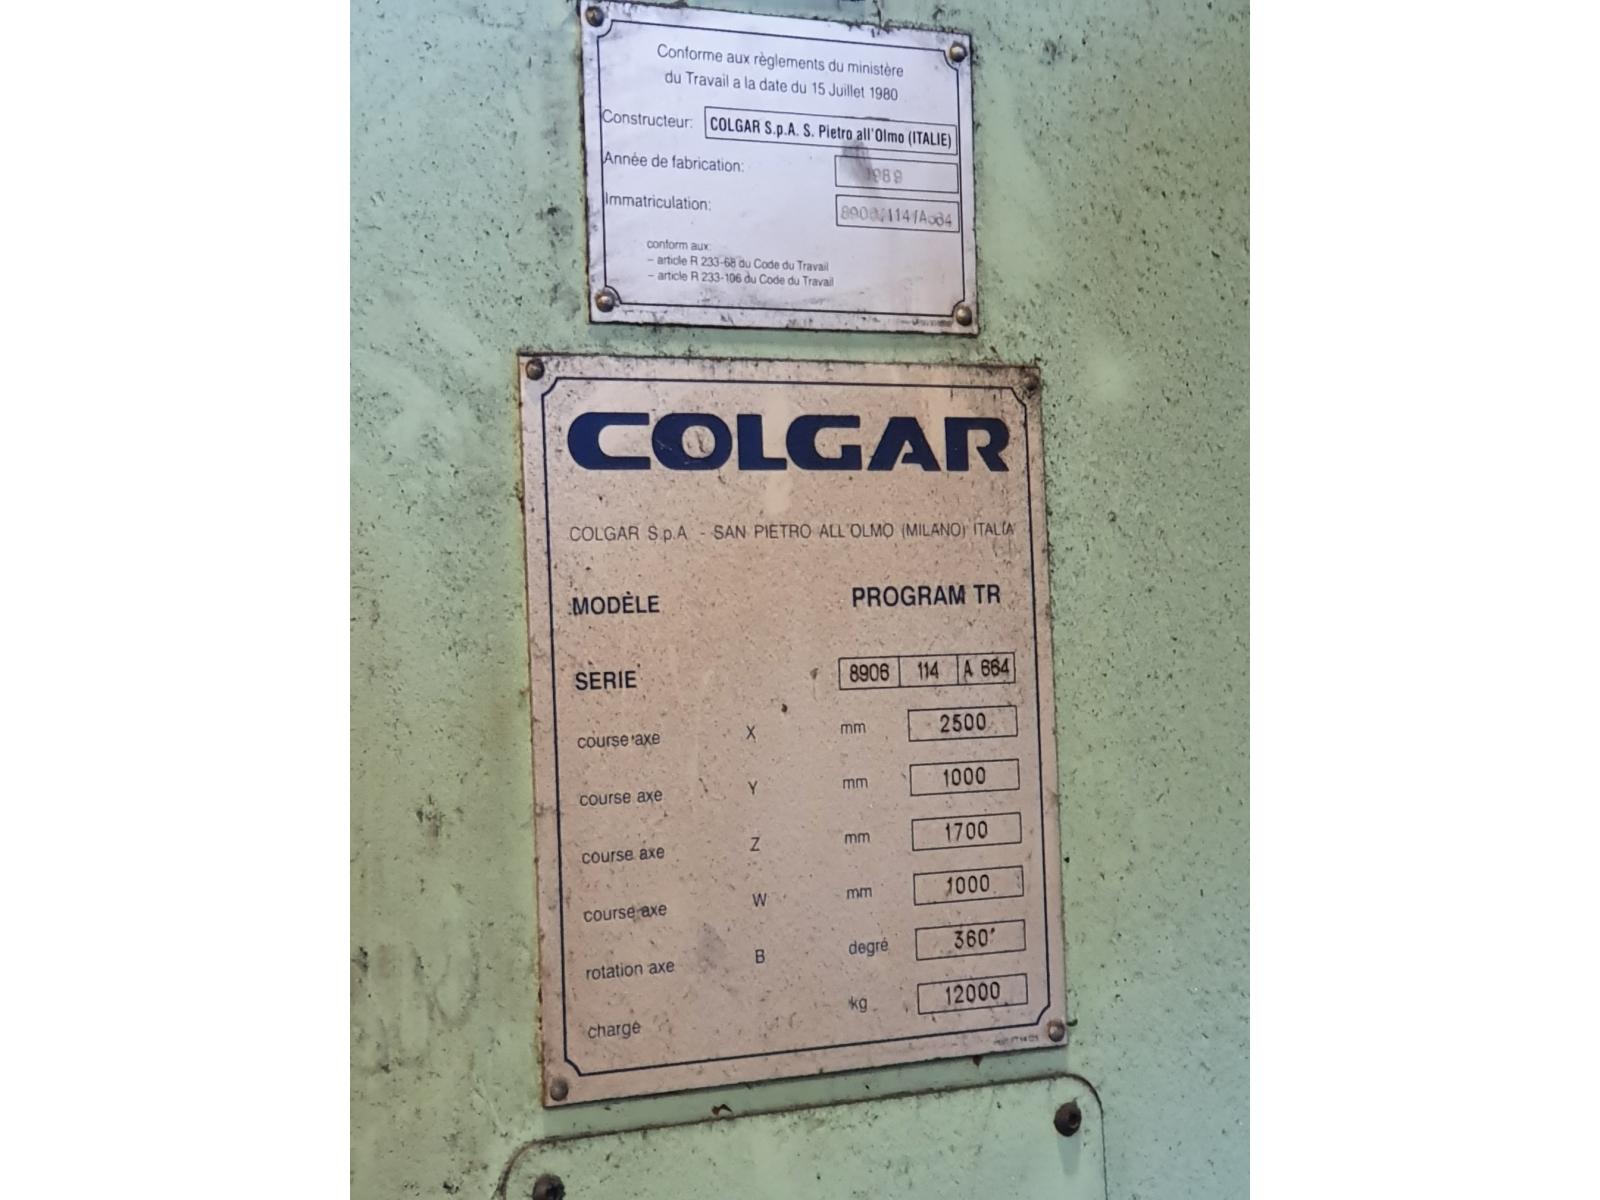 Conforme aux règlements du ministère
du Travail a la date du 15 Juillet 1980
Constructeur: COLGAR S.p.A. S. Pietro all'Olmo (ITALIE)
Année de fabrication: 1989
Immatriculation: 8906/114/A664
conform aux:
– article R 233-68 du Code du Travail
– article R 233-106 du Code du Travail
COLGAR
COLGAR S.p.A - SAN PIETRO ALL'OLMO (MILANO) ITALIA
MODÈLE PROGRAM TR
SERIE 8906 114 A 664
course axe X mm 2500
course axe Y mm 1000
course axe Z mm 1700
course axe W mm 1000
rotation axe B degré 360°
charge kg 12000